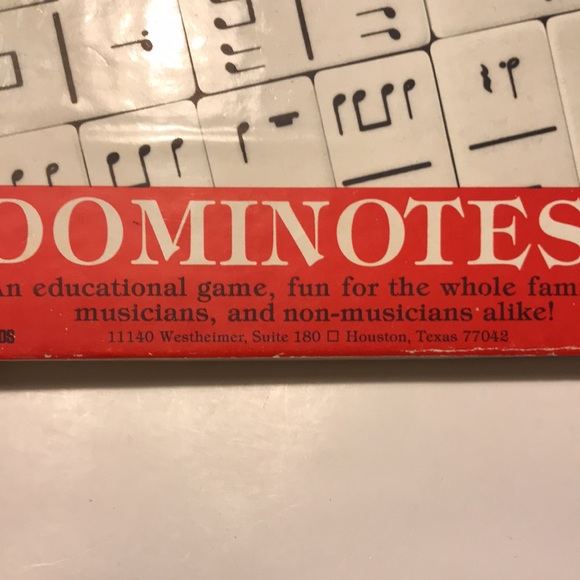 DOMINOTES
An educational game, fun for the whole fam
musicians, and non-musicians alike!
DS 11140 Westheimer, Suite 180 □ Houston, Texas 77042